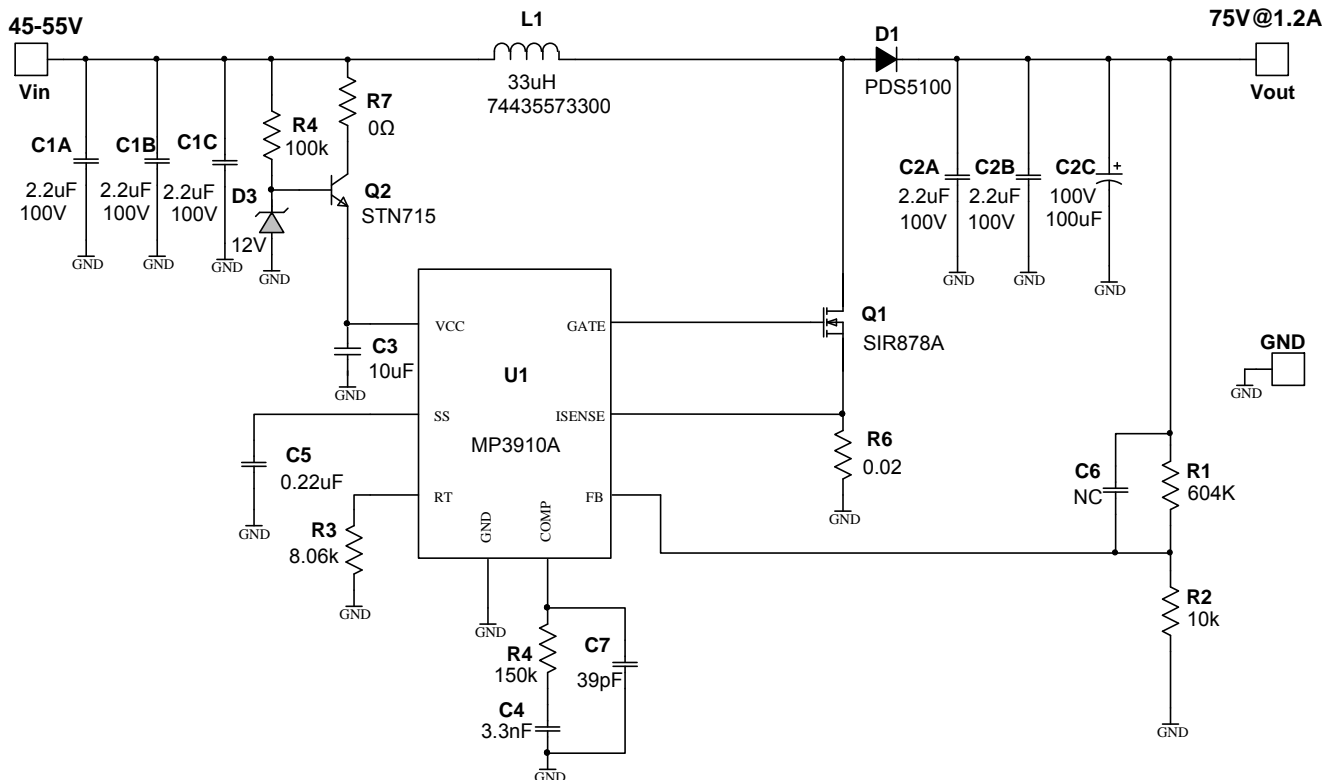 45-55V
Vin
L1
33uH
74435573300
D1
PDS5100
75V@1.2A
Vout
C1A
2.2uF
100V
GND
C1B
2.2uF
100V
GND
C1C
2.2uF
100V
GND
R4
100k
R7
0Ω
D3
12V
GND
Q2
STN715
C2A
2.2uF
100V
GND
C2B
2.2uF
100V
GND
C2C
+
100V
100uF
GND
C3
10uF
GND
VCC
GATE
U1
MP3910A
SS
ISENSE
RT
FB
GND
COMP
Q1
SIR878A
GND
GND
C5
0.22uF
GND
R6
0.02
GND
R3
8.06k
GND
C6
NC
R1
604K
R2
10k
GND
GND
R4
150k
C7
39pF
C4
3.3nF
GND